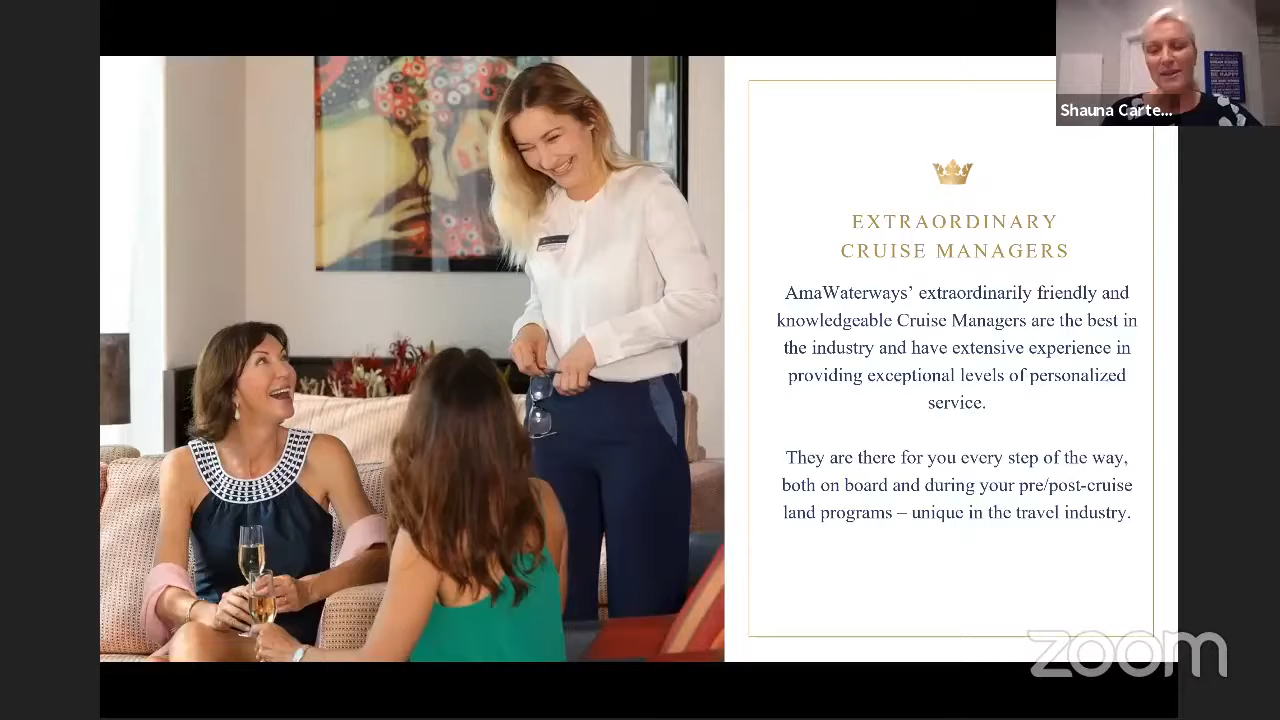 Shauna Carte...
EXTRAORDINARY
CRUISE MANAGERS
AmaWaterways’ extraordinarily friendly and
knowledgeable Cruise Managers are the best in
the industry and have extensive experience in
providing exceptional levels of personalized
service.
They are there for you every step of the way,
both on board and during your pre/post-cruise
land programs – unique in the travel industry.
zoom